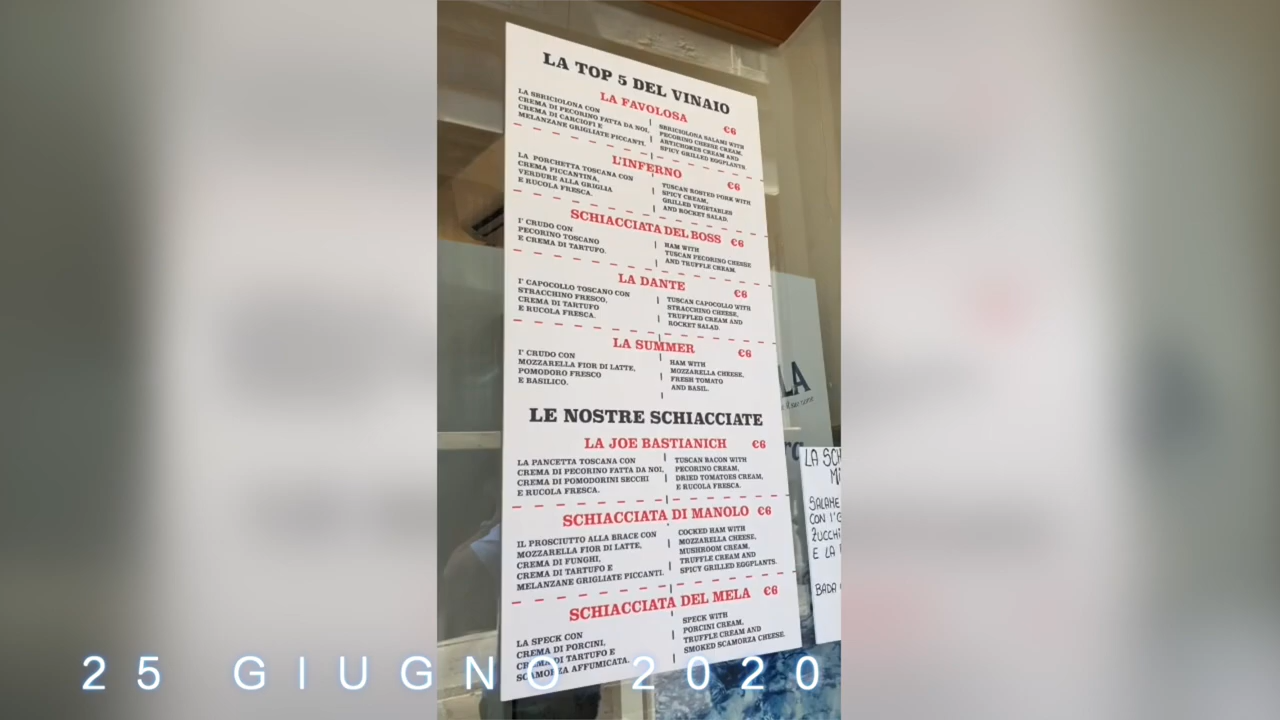 LA TOP 5 DEL VINAIO
LA FAVOLOSA €6
LA SBRICIOLONA CON
CREMA DI PECORINO FATTA DA NOI,
CREMA DI CARCIOFI E
MELANZANE GRIGLIATE PICCANTI.
SBRICIOLONA SALAMI WITH
PECORINO CHEESE CREAM,
ARTICHOKES CREAM AND
SPICY GRILLED EGGPLANTS
L'INFERNO €6
LA PORCHETTA TOSCANA CON
CREMA PICCANTINA,
VERDURE ALLA GRIGLIA
E RUCOLA FRESCA.
TUSCAN ROSTED PORK WITH
SPICY CREAM,
GRILLED VEGETABLES
AND ROCKET SALAD.
SCHIACCIATA DEL BOSS €6
I' CRUDO CON
PECORINO TOSCANO
E CREMA DI TARTUFO.
HAM WITH
TUSCAN PECORINO CHEESE
AND TRUFFLE CREAM.
LA DANTE €6
I' CAPOCOLLO TOSCANO CON
STRACCHINO FRESCO,
CREMA DI TARTUFO
E RUCOLA FRESCA.
TUSCAN CAPOCOLLO WITH
STRACCHINO CHEESE,
TRUFFLED CREAM AND
ROCKET SALAD.
LA SUMMER €6
I' CRUDO CON
MOZZARELLA FIOR DI LATTE,
POMODORO FRESCO
E BASILICO.
HAM WITH
MOZZARELLA CHEESE,
FRESH TOMATO
AND BASIL.
LE NOSTRE SCHIACCIATE
LA JOE BASTIANICH €6
LA PANCETTA TOSCANA CON
CREMA DI PECORINO FATTA DA NOI,
CREMA DI POMODORINI SECCHI
E RUCOLA FRESCA.
TUSCAN BACON WITH
PECORINO CREAM,
DRIED TOMATOES CREAM,
E RUCOLA FRESCA.
SCHIACCIATA DI MANOLO €6
IL PROSCIUTTO ALLA BRACE CON
MOZZARELLA FIOR DI LATTE,
CREMA DI FUNGHI,
CREMA DI TARTUFO E
MELANZANE GRIGLIATE PICCANTI.
COCKED HAM WITH
MOZZARELLA CHEESE,
MUSHROOM CREAM,
TRUFFLE CREAM AND
SPICY GRILLED EGGPLANTS.
SCHIACCIATA DEL MELA €6
LA SPECK CON
CREMA DI PORCINI,
CREMA DI TARTUFO E
SCAMORZA AFFUMICATA.
SPECK WITH
PORCINI CREAM,
TRUFFLE CREAM AND
SMOKED SCAMORZA CHEESE.
LA
SALAME
CON I'
E LA
BADA
25 GIUGNO 2020